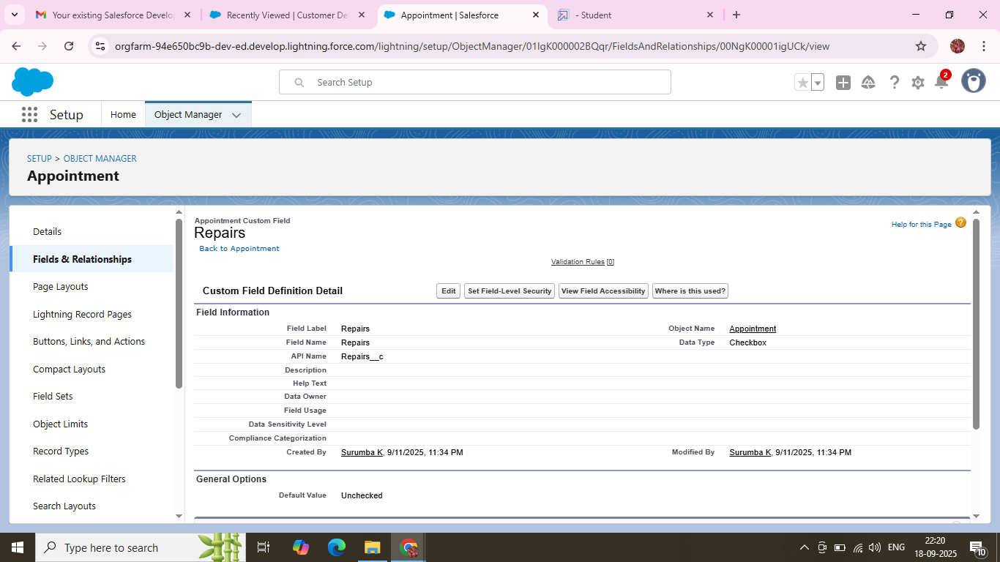 Your existing Salesforce Develo
Recently Viewed | Customer De
Appointment | Salesforce
- Student
orgfarm-94e650bc9b-dev-ed.develop.lightning.force.com/lightning/setup/ObjectManager/01IgK000002BQqr/FieldsAndRelationships/00NgK00001igUCk/view
Search Setup
2
Setup
Home
Object Manager
SETUP > OBJECT MANAGER
Appointment
Details
Fields & Relationships
Page Layouts
Lightning Record Pages
Buttons, Links, and Actions
Compact Layouts
Field Sets
Object Limits
Record Types
Related Lookup Filters
Search Layouts
Appointment Custom Field
Repairs
Back to Appointment
Help for this Page ?
Validation Rules [0]
Custom Field Definition Detail
Edit
Set Field-Level Security
View Field Accessibility
Where is this used?
Field Information
Field Label Repairs Object Name Appointment
Field Name Repairs Data Type Checkbox
API Name Repairs__c
Description
Help Text
Data Owner
Field Usage
Data Sensitivity Level
Compliance Categorization
Created By Surumba K, 9/11/2025, 11:34 PM Modified By Surumba K, 9/11/2025, 11:34 PM
General Options
Default Value Unchecked
Type here to search
ENG
22:20
18-09-2025
10